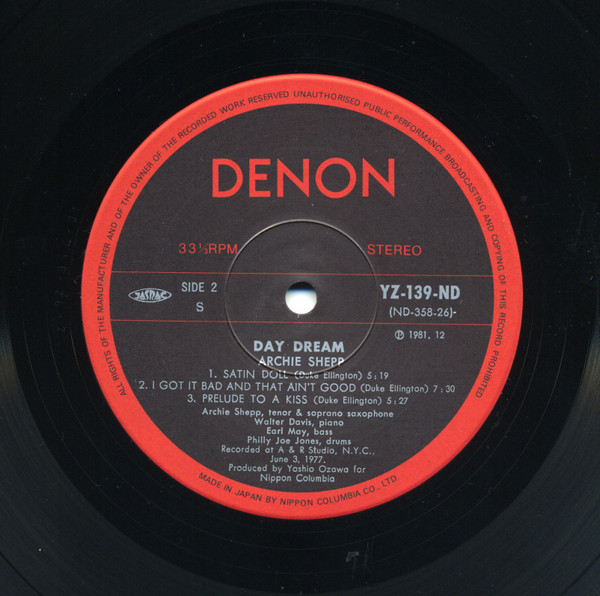 ALL RIGHTS OF THE MANUFACTURER AND OF THE OWNER OF THE RECORDED WORK RESERVED UNAUTHORISED PUBLIC PERFORMANCE BROADCASTING AND COPYING OF THIS RECORD PROHIBITED
DENON
33⅓RPM STEREO
JASRAC SIDE 2 YZ-139-ND
S (ND-358-26)-
Ⓟ 1981, 12
DAY DREAM
ARCHIE SHEPP
1. SATIN DOLL (Duke Ellington) 5:19
2. I GOT IT BAD AND THAT AIN'T GOOD (Duke Ellington) 7:30
3. PRELUDE TO A KISS (Duke Ellington) 5:27
Archie Shepp, tenor & soprano saxophone
Walter Davis, piano
Earl May, bass
Philly Joe Jones, drums
Recorded at A & R Studio, N.Y.C.,
June 3, 1977.
Produced by Yashio Ozawa for
Nippon Columbia
MADE IN JAPAN BY NIPPON COLUMBIA CO., LTD.